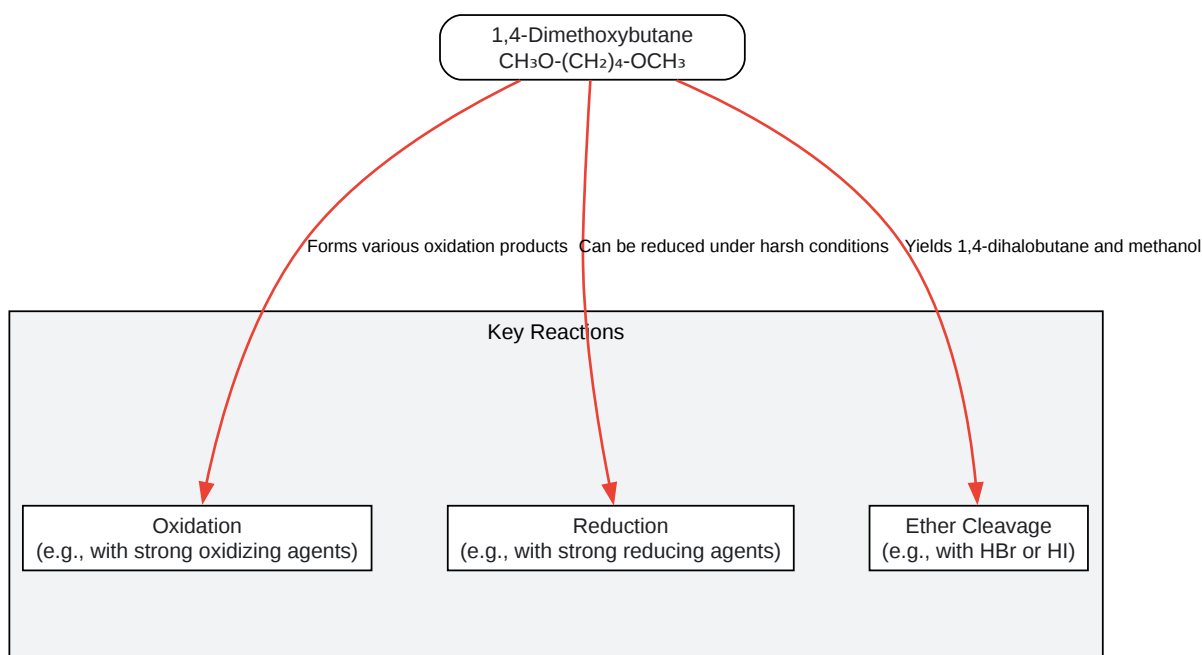 1,4-Dimethoxybutane
CH₃O-(CH₂)₄-OCH₃
Forms various oxidation products
Can be reduced under harsh conditions
Yields 1,4-dihalobutane and methanol
Key Reactions
Oxidation
(e.g., with strong oxidizing agents)
Reduction
(e.g., with strong reducing agents)
Ether Cleavage
(e.g., with HBr or HI)